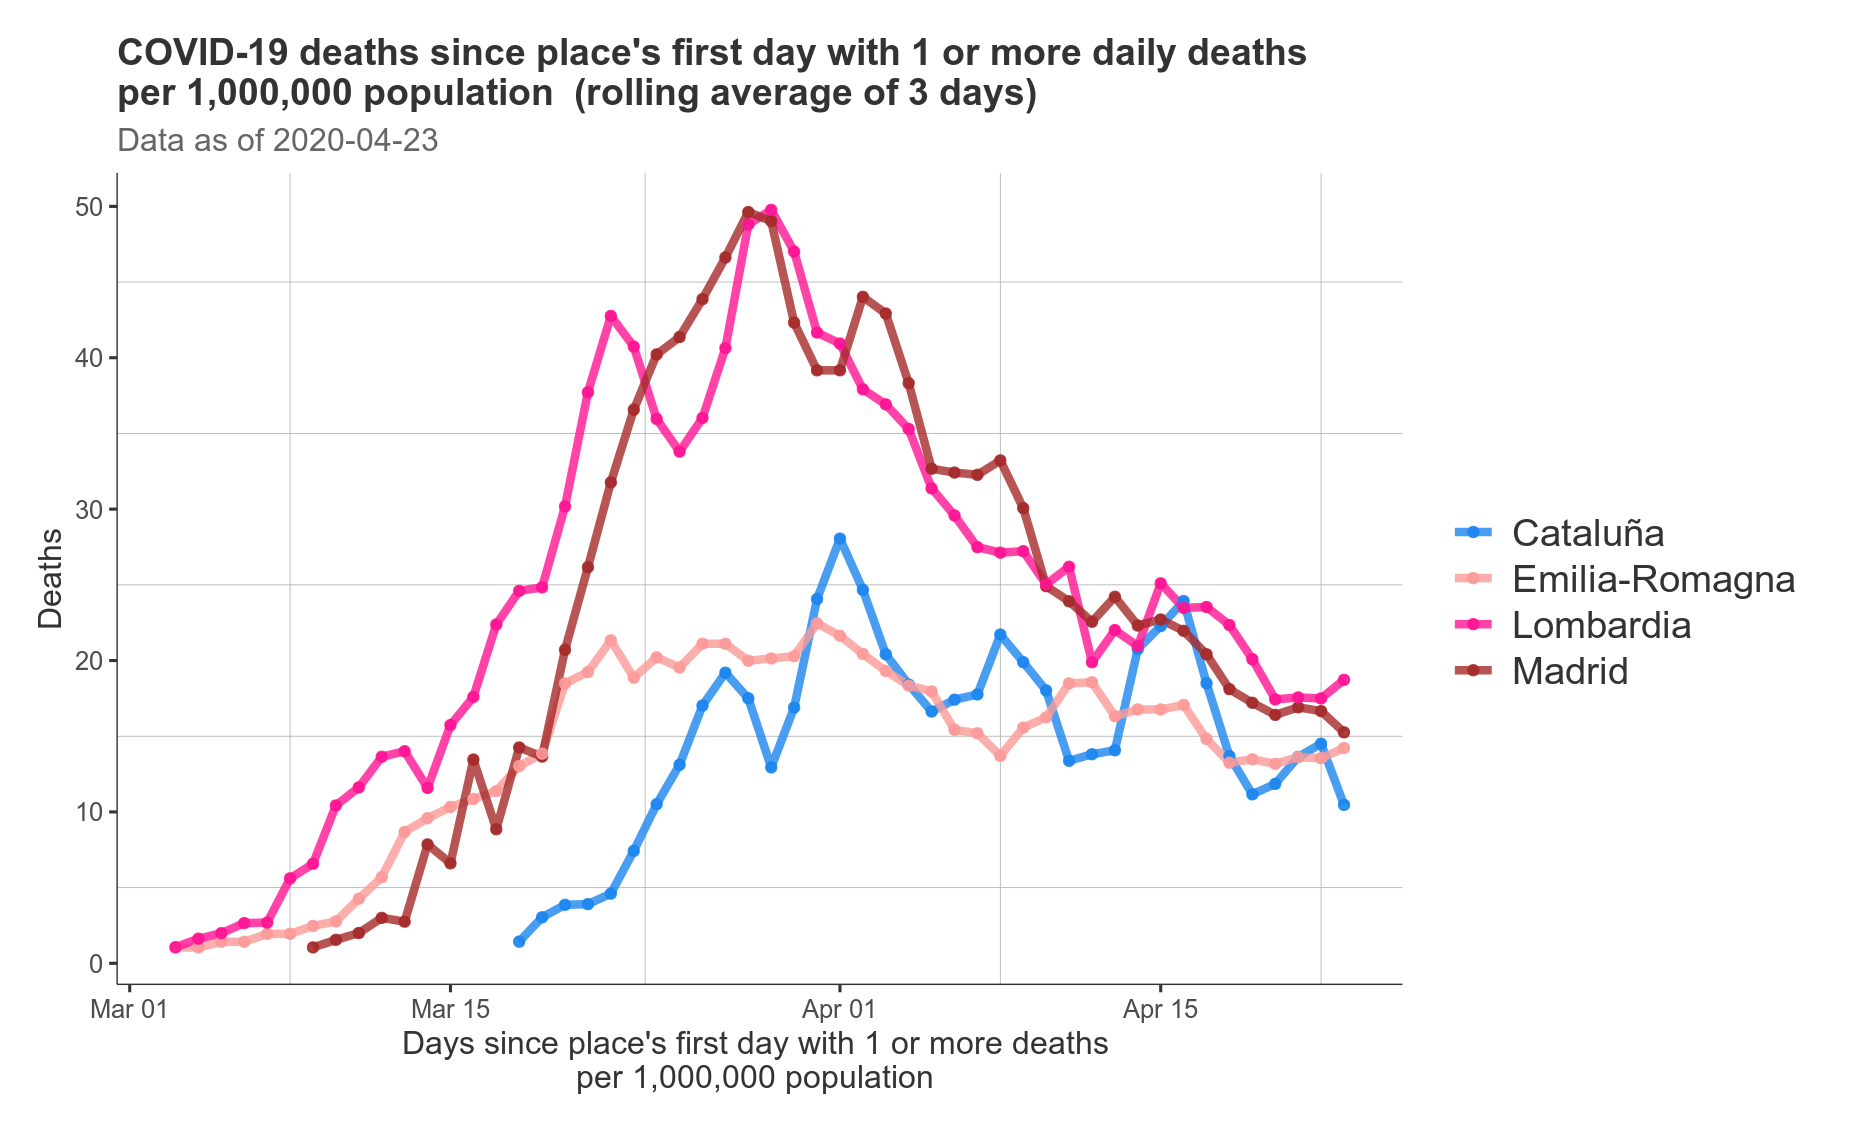 COVID-19 deaths since place's first day with 1 or more daily deaths
per 1,000,000 population  (rolling average of 3 days)
Data as of 2020-04-23
50
40
30
20
10
0
Deaths
Mar 01
Mar 15
Apr 01
Apr 15
Days since place's first day with 1 or more deaths
per 1,000,000 population
Cataluña
Emilia-Romagna
Lombardia
Madrid